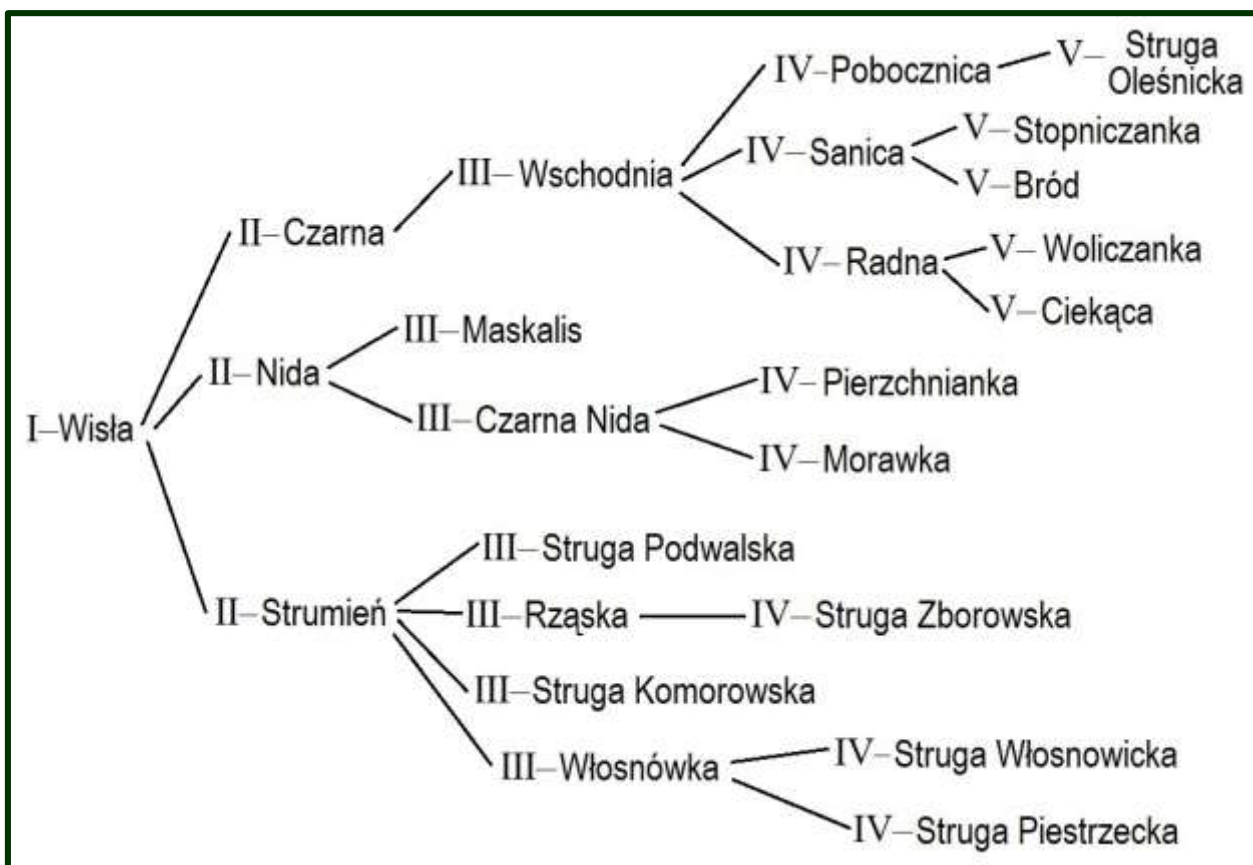 IV–Pobocznica
V– Struga
Oleśnicka
V–Stopniczanka
IV–Sanica
III–Wschodnia
V–Bród
II–Czarna
V–Woliczanka
IV–Radna
V–Ciekąca
III–Maskalis
II–Nida
IV–Pierzchnianka
III–Czarna Nida
I–Wisła
IV–Morawka
III–Struga Podwalska
II–Strumień
III–Rząska
IV–Struga Zborowska
III–Struga Komorowska
III–Włosnówka
IV–Struga Włosnowicka
IV–Struga Piestrzecka